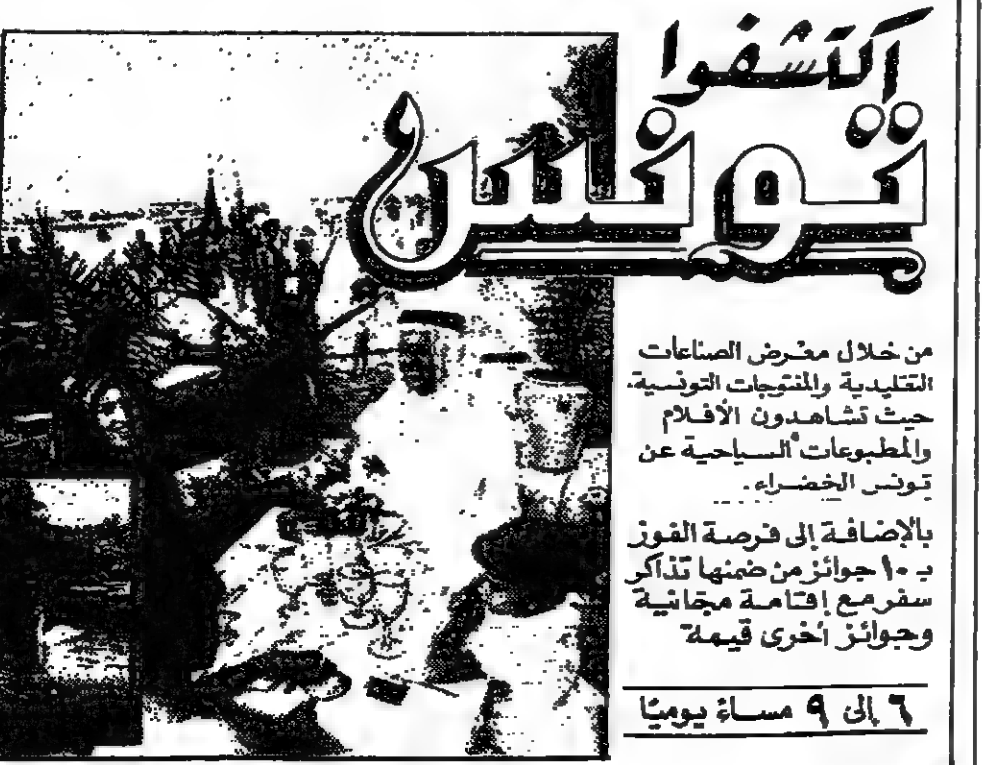 اكتشفوا
تونس
من خلال معرض الصناعات
التقليدية والمنتوجات التونسية.
حيث تشاهدون الأفلام
والمطبوعات السياحية عن
تونس الخضراء.
بالإضافة إلى فرصة الفوز
بـ ١٠ جوائز من ضمنها تذاكر
سفر مع إقامة مجانية
وجوائز أخرى قيمة
٦ إلى ٩ مساءً يوميًا